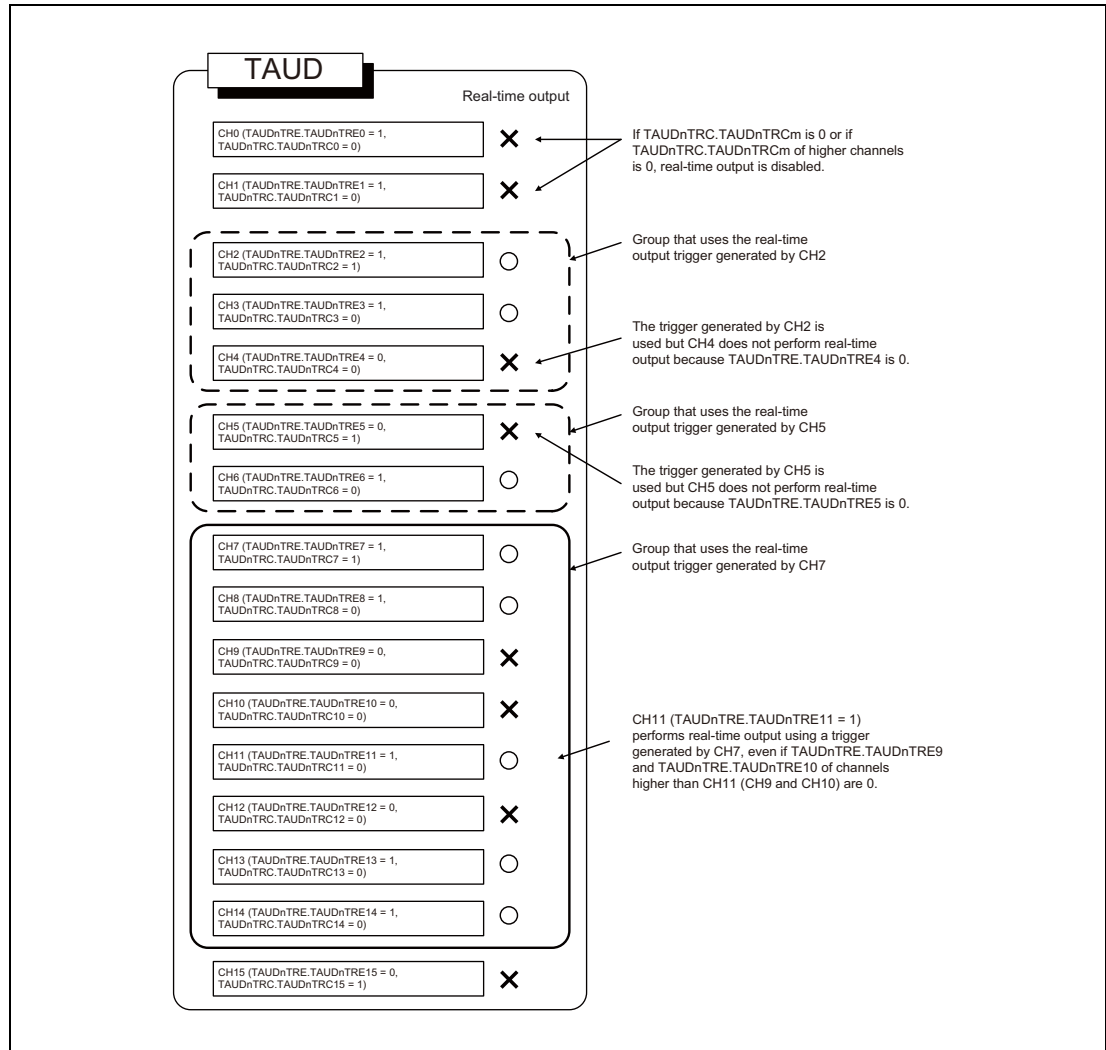 TAUD
Real-time output
CH0 (TAUDnTRE.TAUDnTRE0 = 1,
TAUDnTRC.TAUDnTRC0 = 0)
If TAUDnTRC.TAUDnTRCm is 0 or if
TAUDnTRC.TAUDnTRCm of higher channels
is 0, real-time output is disabled.
CH1 (TAUDnTRE.TAUDnTRE1 = 1,
TAUDnTRC.TAUDnTRC1 = 0)
Group that uses the real-time
output trigger generated by CH2
CH2 (TAUDnTRE.TAUDnTRE2 = 1,
TAUDnTRC.TAUDnTRC2 = 1)
CH3 (TAUDnTRE.TAUDnTRE3 = 1,
TAUDnTRC.TAUDnTRC3 = 0)
The trigger generated by CH2 is
used but CH4 does not perform real-time
output because TAUDnTRE.TAUDnTRE4 is 0.
CH4 (TAUDnTRE.TAUDnTRE4 = 0,
TAUDnTRC.TAUDnTRC4 = 0)
Group that uses the real-time
output trigger generated by CH5
CH5 (TAUDnTRE.TAUDnTRE5 = 0,
TAUDnTRC.TAUDnTRC5 = 1)
The trigger generated by CH5 is
used but CH5 does not perform real-time
output because TAUDnTRE.TAUDnTRE5 is 0.
CH6 (TAUDnTRE.TAUDnTRE6 = 1,
TAUDnTRC.TAUDnTRC6 = 0)
CH7 (TAUDnTRE.TAUDnTRE7 = 1,
TAUDnTRC.TAUDnTRC7 = 1)
Group that uses the real-time
output trigger generated by CH7
CH8 (TAUDnTRE.TAUDnTRE8 = 1,
TAUDnTRC.TAUDnTRC8 = 0)
CH9 (TAUDnTRE.TAUDnTRE9 = 0,
TAUDnTRC.TAUDnTRC9 = 0)
CH10 (TAUDnTRE.TAUDnTRE10 = 0,
TAUDnTRC.TAUDnTRC10 = 0)
CH11 (TAUDnTRE.TAUDnTRE11 = 1)
performs real-time output using a trigger
generated by CH7, even if TAUDnTRE.TAUDnTRE9
and TAUDnTRE.TAUDnTRE10 of channels
higher than CH11 (CH9 and CH10) are 0.
CH11 (TAUDnTRE.TAUDnTRE11 = 1,
TAUDnTRC.TAUDnTRC11 = 0)
CH12 (TAUDnTRE.TAUDnTRE12 = 0,
TAUDnTRC.TAUDnTRC12 = 0)
CH13 (TAUDnTRE.TAUDnTRE13 = 1,
TAUDnTRC.TAUDnTRC13 = 0)
CH14 (TAUDnTRE.TAUDnTRE14 = 1,
TAUDnTRC.TAUDnTRC14 = 0)
CH15 (TAUDnTRE.TAUDnTRE15 = 0,
TAUDnTRC.TAUDnTRC15 = 1)